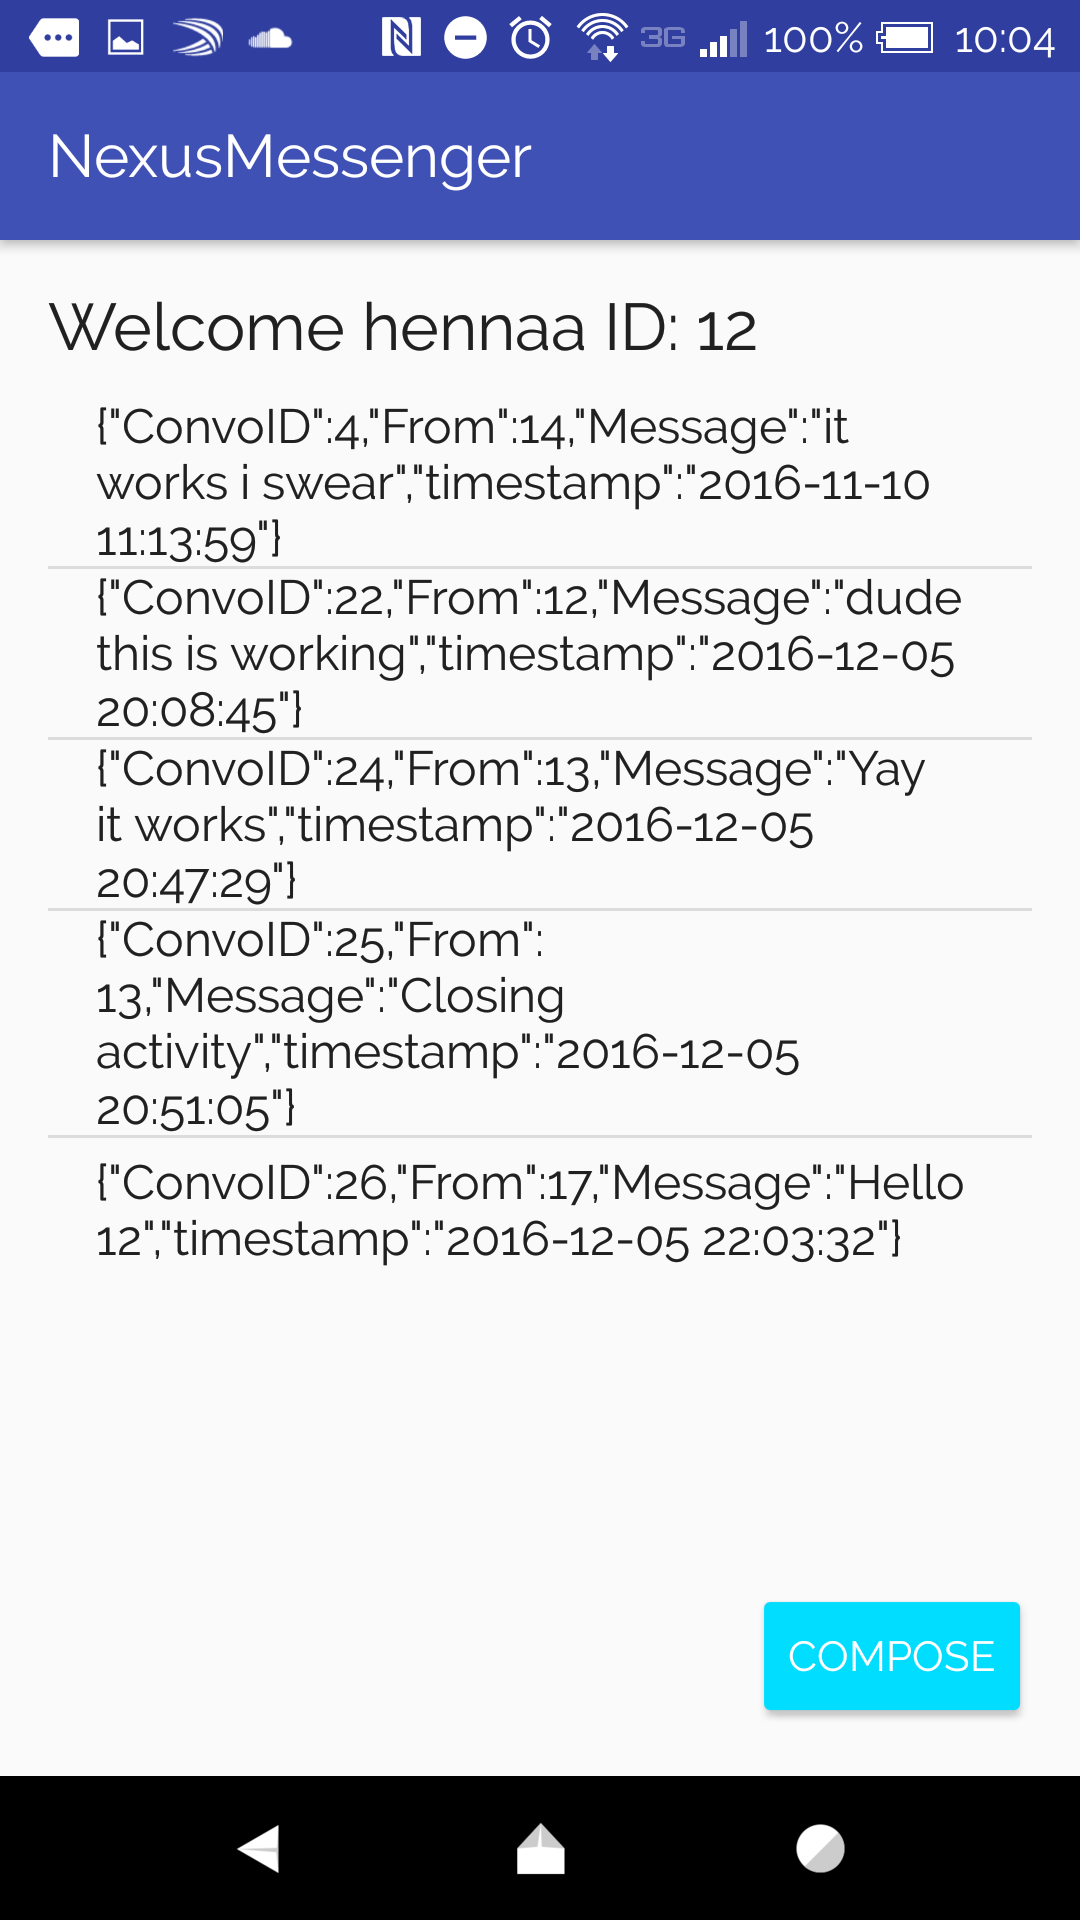 3G 100% 10:04
NexusMessenger
Welcome hennaa ID: 12
{"ConvoID":4,"From":14,"Message":"it
works i swear","timestamp":"2016-11-10
11:13:59"}
{"ConvoID":22,"From":12,"Message":"dude
this is working","timestamp":"2016-12-05
20:08:45"}
{"ConvoID":24,"From":13,"Message":"Yay
it works","timestamp":"2016-12-05
20:47:29"}
{"ConvoID":25,"From":
13,"Message":"Closing
activity","timestamp":"2016-12-05
20:51:05"}
{"ConvoID":26,"From":17,"Message":"Hello
12","timestamp":"2016-12-05 22:03:32"}
COMPOSE